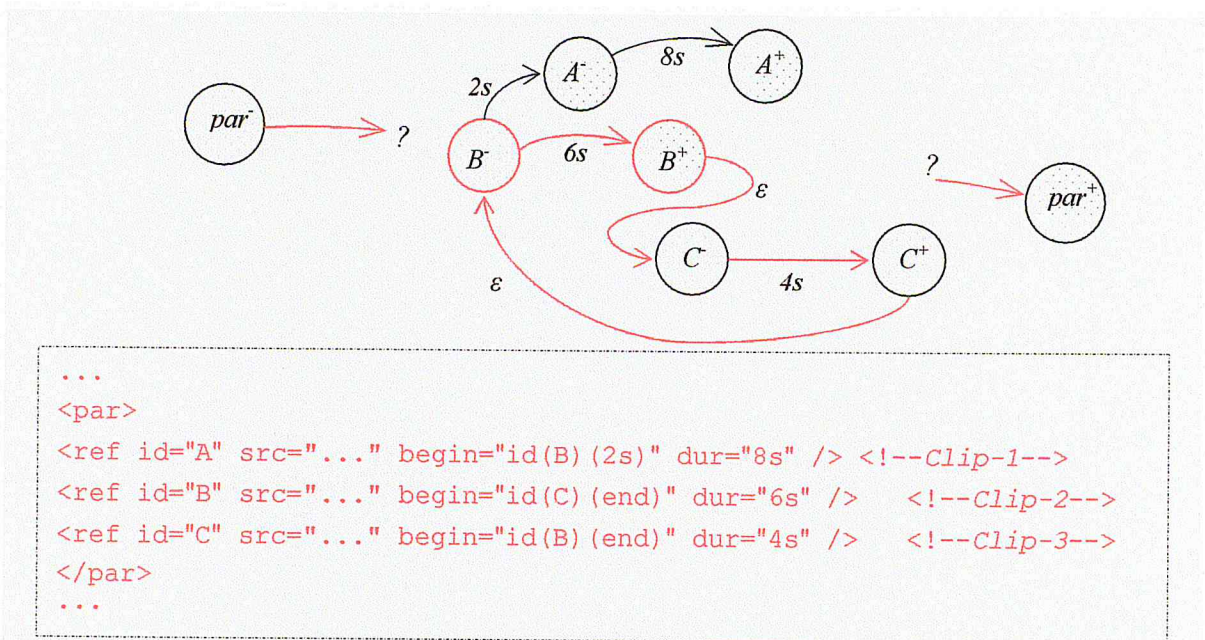 A⁻ 8s A⁺
2s
par⁻ ?
B⁻ 6s B⁺
? par⁺
ε
C⁻ 4s C⁺
ε
...
<par>
<ref id="A" src="..." begin="id(B)(2s)" dur="8s" /> <!--Clip-1-->
<ref id="B" src="..." begin="id(C)(end)" dur="6s" /> <!--Clip-2-->
<ref id="C" src="..." begin="id(B)(end)" dur="4s" /> <!--Clip-3-->
</par>
...